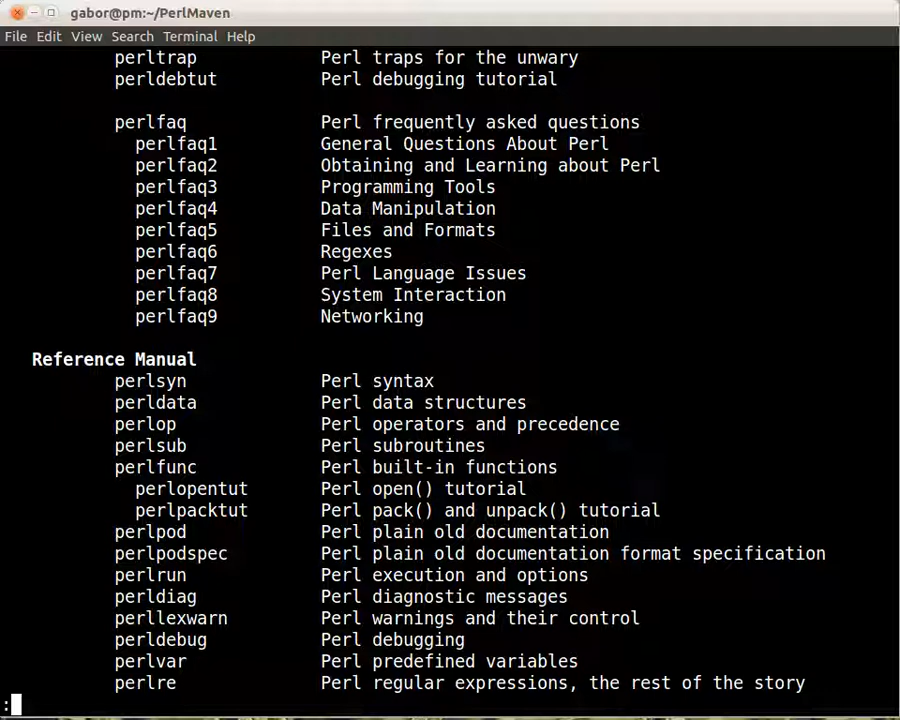 gabor@pm:~/PerlMaven
File Edit View Search Terminal Help
perltrap Perl traps for the unwary
perldebtut Perl debugging tutorial
perlfaq Perl frequently asked questions
perlfaq1 General Questions About Perl
perlfaq2 Obtaining and Learning about Perl
perlfaq3 Programming Tools
perlfaq4 Data Manipulation
perlfaq5 Files and Formats
perlfaq6 Regexes
perlfaq7 Perl Language Issues
perlfaq8 System Interaction
perlfaq9 Networking
Reference Manual
perlsyn Perl syntax
perldata Perl data structures
perlop Perl operators and precedence
perlsub Perl subroutines
perlfunc Perl built-in functions
perlopentut Perl open() tutorial
perlpacktut Perl pack() and unpack() tutorial
perlpod Perl plain old documentation
perlpodspec Perl plain old documentation format specification
perlrun Perl execution and options
perldiag Perl diagnostic messages
perllexwarn Perl warnings and their control
perldebug Perl debugging
perlvar Perl predefined variables
perlre Perl regular expressions, the rest of the story
: